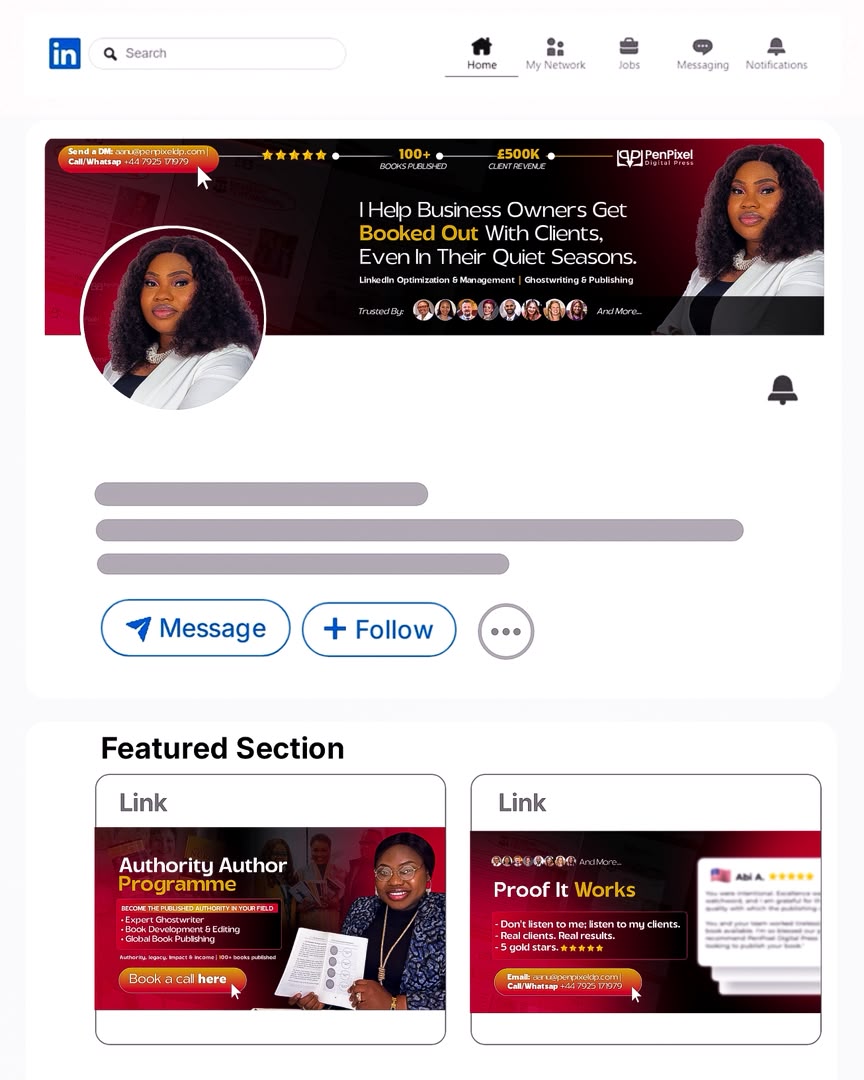 in
Search
Home
My Network
Jobs
Messaging
Notifications
Send a DM: aanu@penpixeldp.com|
Call/Whatsap +44 7925 171979
100+
BOOKS PUBLISHED
£500K
CLIENT REVENUE
PenPixel
Digital Press
I Help Business Owners Get
Booked Out With Clients,
Even In Their Quiet Seasons.
LinkedIn Optimization & Management | Ghostwriting & Publishing
Trusted By:
And More...
Message
Follow
Featured Section
Link
Authority Author
Programme
BECOME THE PUBLISHED AUTHORITY IN YOUR FIELD
• Expert Ghostwriter
• Book Development & Editing
• Global Book Publishing
Authority, legacy, Impact & Income | 100+ books published
Book a call here
Link
And More...
Proof It Works
- Don't listen to me; listen to my clients.
- Real clients. Real results.
- 5 gold stars.
Email: aanu@penpixeldp.com|
Call/Whatsap +44 7925 171979
Abi A.